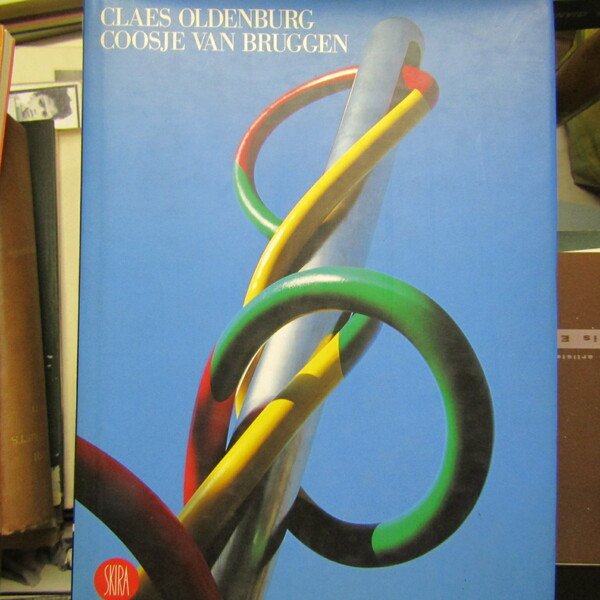 CLAES OLDENBURG
COOSJE VAN BRUGGEN
SKIRA